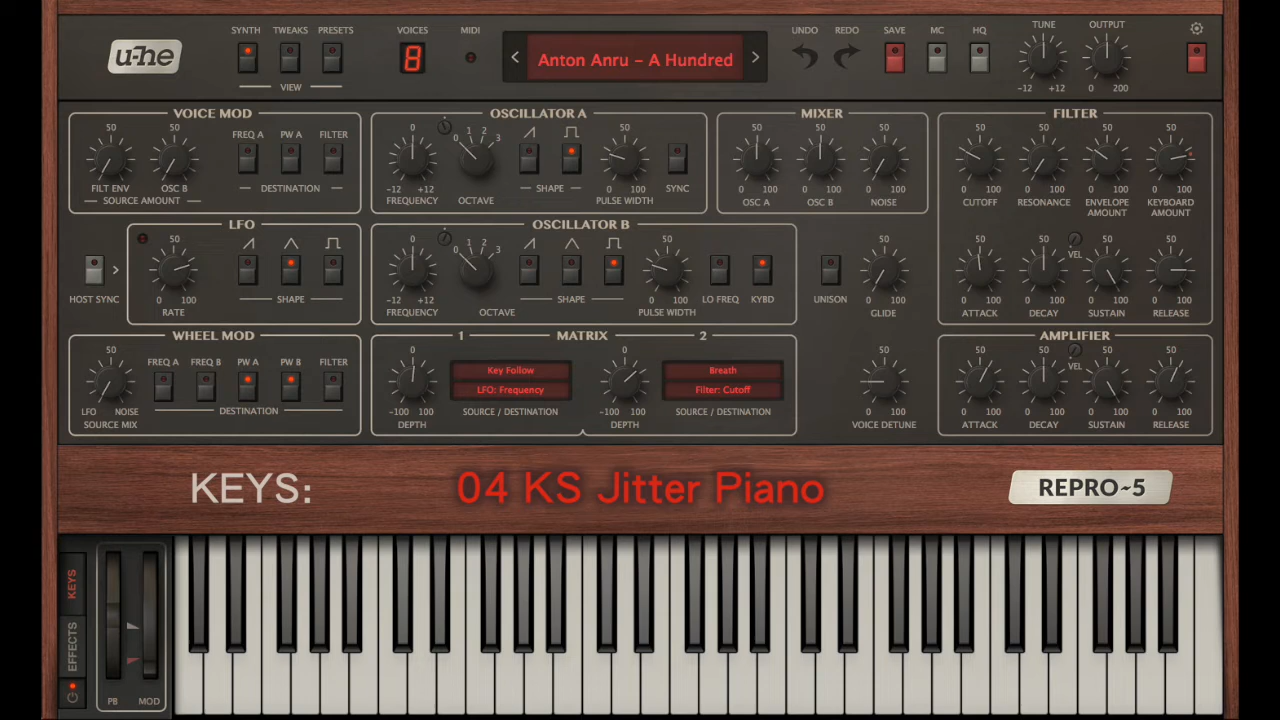 u-he
SYNTH TWEAKS PRESETS
VIEW
VOICES
8
MIDI
< Anton Anru – A Hundred >
UNDO REDO SAVE MC HQ
TUNE
-12 +12
OUTPUT
0 200
VOICE MOD
50 50
FILT ENV OSC B
SOURCE AMOUNT
FREQ A PW A FILTER
DESTINATION
OSCILLATOR A
0
-12 +12
FREQUENCY
0 1 2 3
OCTAVE
SHAPE
50
0 100
PULSE WIDTH
SYNC
MIXER
50 50 50
0 100 0 100 0 100
OSC A OSC B NOISE
FILTER
50 50 50 50
0 100 0 100 0 100 0 100
CUTOFF RESONANCE ENVELOPE AMOUNT KEYBOARD AMOUNT
HOST SYNC
LFO
50
0 100
RATE
SHAPE
OSCILLATOR B
0
-12 +12
FREQUENCY
0 1 2 3
OCTAVE
SHAPE
50
0 100
PULSE WIDTH
LO FREQ KYBD
UNISON
50
0 100
GLIDE
50 50 50 50
VEL
0 100 0 100 0 100 0 100
ATTACK DECAY SUSTAIN RELEASE
WHEEL MOD
50
LFO NOISE
SOURCE MIX
FREQ A FREQ B PW A PW B FILTER
DESTINATION
1 MATRIX 2
0
-100 100
DEPTH
Key Follow
LFO: Frequency
SOURCE / DESTINATION
0
-100 100
DEPTH
Breath
Filter: Cutoff
SOURCE / DESTINATION
50
0 100
VOICE DETUNE
AMPLIFIER
50 50 50 50
VEL
0 100 0 100 0 100 0 100
ATTACK DECAY SUSTAIN RELEASE
KEYS: 04 KS Jitter Piano
REPRO-5
KEYS
EFFECTS
PB MOD